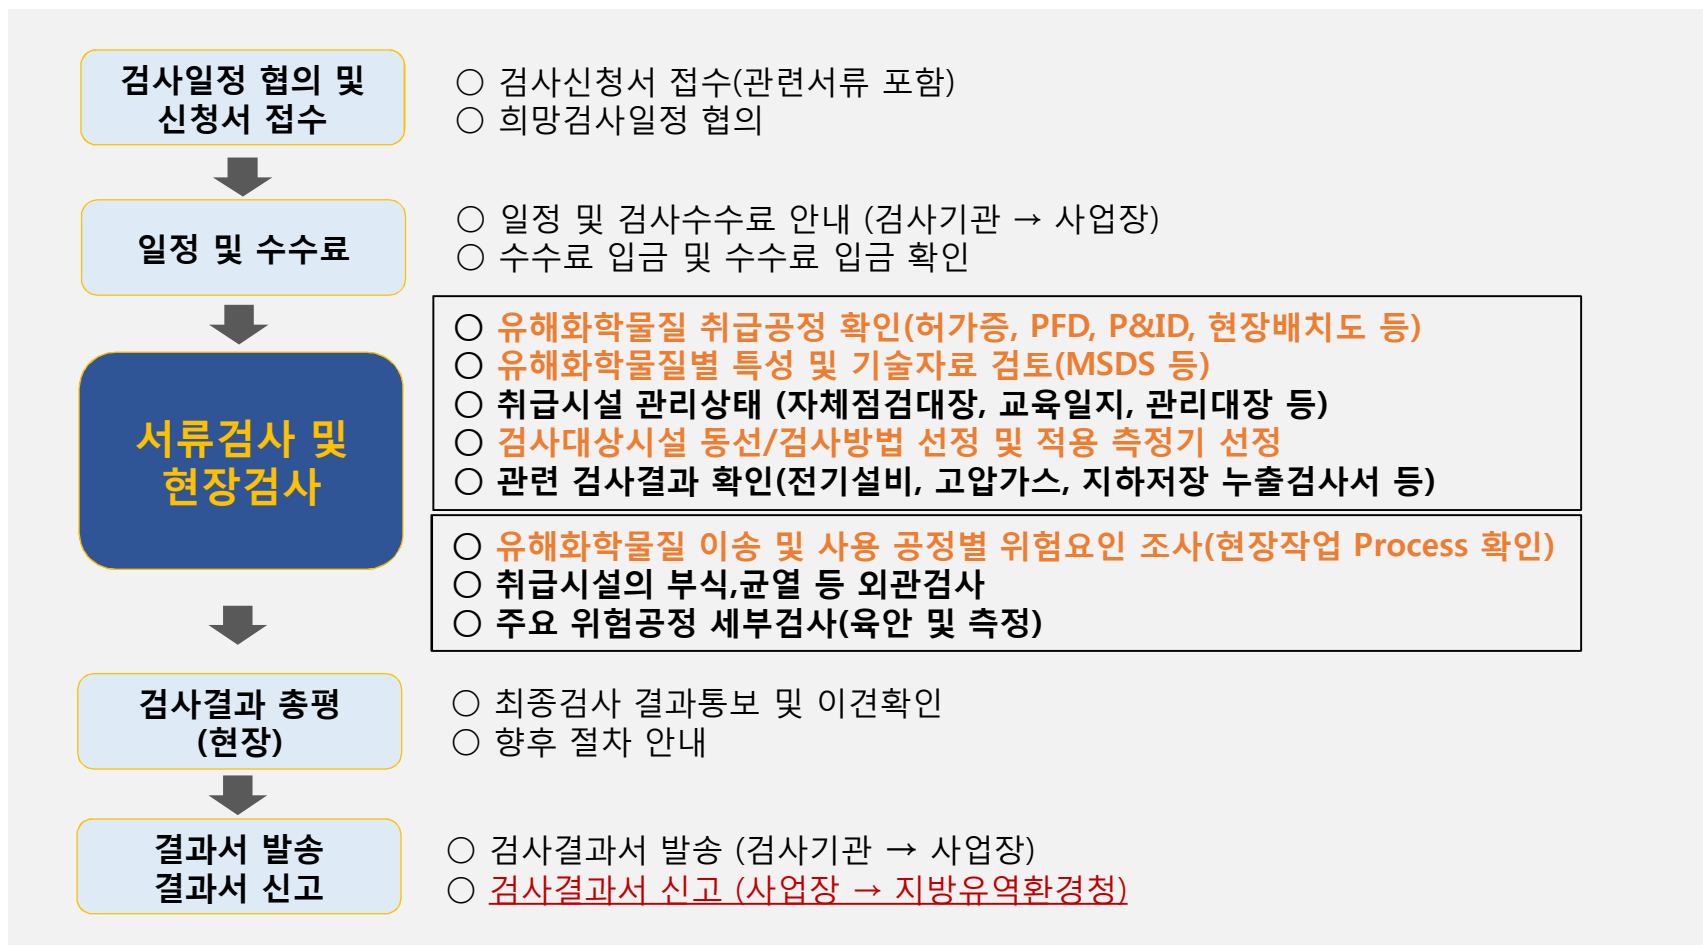 검사일정 협의 및
신청서 접수
○ 검사신청서 접수(관련서류 포함)
○ 희망검사일정 협의
일정 및 수수료
○ 일정 및 검사수수료 안내 (검사기관 → 사업장)
○ 수수료 입금 및 수수료 입금 확인
서류검사 및
현장검사
○ 유해화학물질 취급공정 확인(허가증, PFD, P&ID, 현장배치도 등)
○ 유해화학물질별 특성 및 기술자료 검토(MSDS 등)
○ 취급시설 관리상태 (자체점검대장, 교육일지, 관리대장 등)
○ 검사대상시설 동선/검사방법 선정 및 적용 측정기 선정
○ 관련 검사결과 확인(전기설비, 고압가스, 지하저장 누출검사서 등)
○ 유해화학물질 이송 및 사용 공정별 위험요인 조사(현장작업 Process 확인)
○ 취급시설의 부식,균열 등 외관검사
○ 주요 위험공정 세부검사(육안 및 측정)
검사결과 총평
(현장)
○ 최종검사 결과통보 및 이견확인
○ 향후 절차 안내
결과서 발송
결과서 신고
○ 검사결과서 발송 (검사기관 → 사업장)
○ 검사결과서 신고 (사업장 → 지방유역환경청)